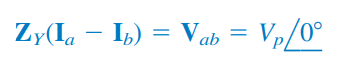 Z_Y(I_a − I_b) = V_ab = V_p/0°